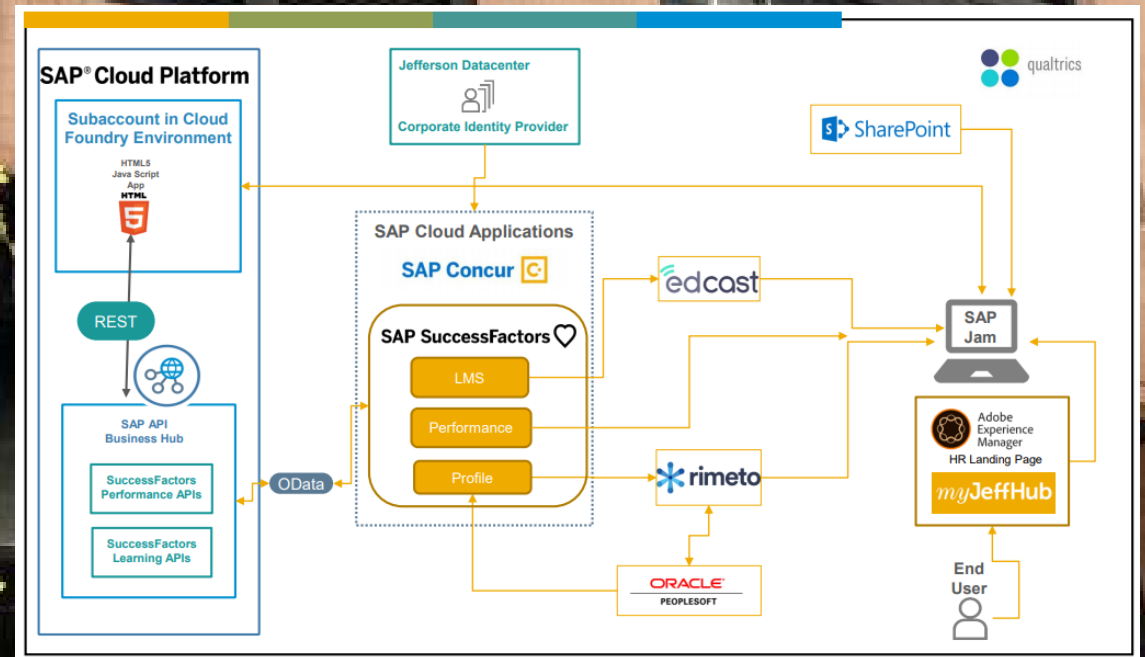 SAP® Cloud Platform
Subaccount in Cloud
Foundry Environment
HTML5
Java Script
App
HTML
5
REST
SAP API
Business Hub
SuccessFactors
Performance APIs
SuccessFactors
Learning APIs
OData
Jefferson Datacenter
Corporate Identity Provider
SAP Cloud Applications
SAP Concur C
SAP SuccessFactors
LMS
Performance
Profile
edcast
rimeto
ORACLE
PEOPLESOFT
qualtrics
S SharePoint
SAP
Jam
Adobe
Experience
Manager
HR Landing Page
myJeffHub
End
User